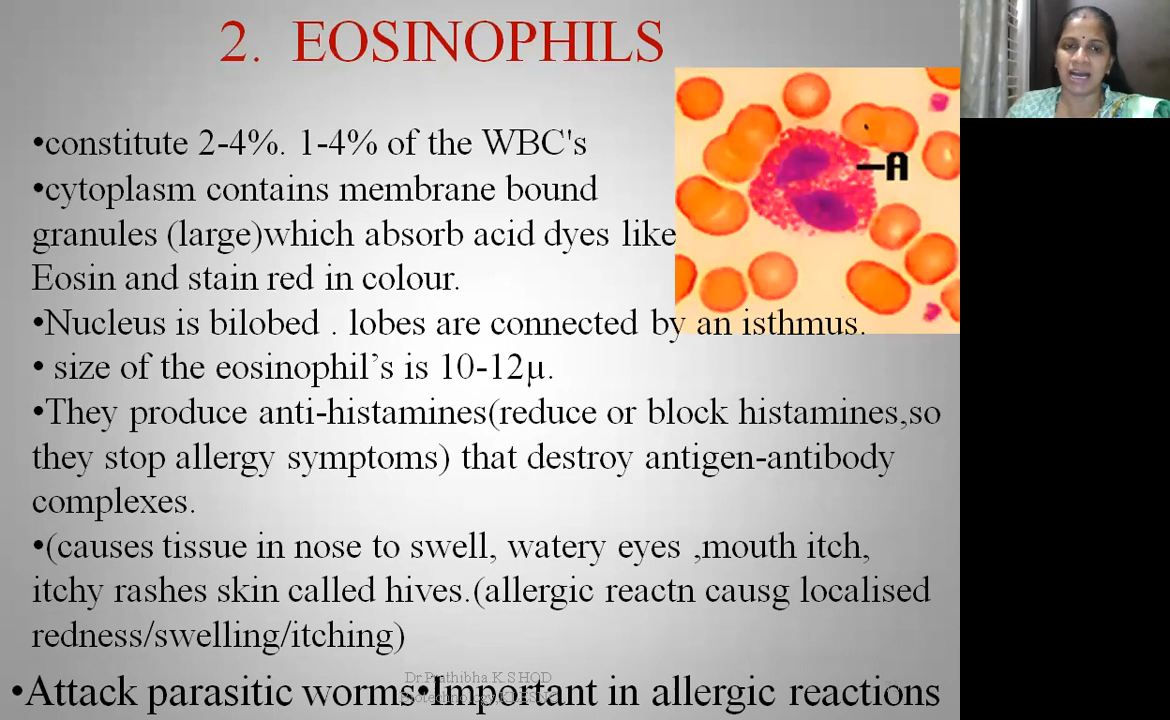 2. EOSINOPHILS
•constitute 2-4%. 1-4% of the WBC's
•cytoplasm contains membrane bound
granules (large)which absorb acid dyes like
Eosin and stain red in colour.
A
•Nucleus is bilobed . lobes are connected by an isthmus.
• size of the eosinophil’s is 10-12µ.
•They produce anti-histamines(reduce or block histamines,so
they stop allergy symptoms) that destroy antigen-antibody
complexes.
•(causes tissue in nose to swell, watery eyes ,mouth itch,
itchy rashes skin called hives.(allergic reactn causg localised
redness/swelling/itching)
Dr.Prathibha.K.S HOD
•Attack parasitic worms•Important in allergic reactions